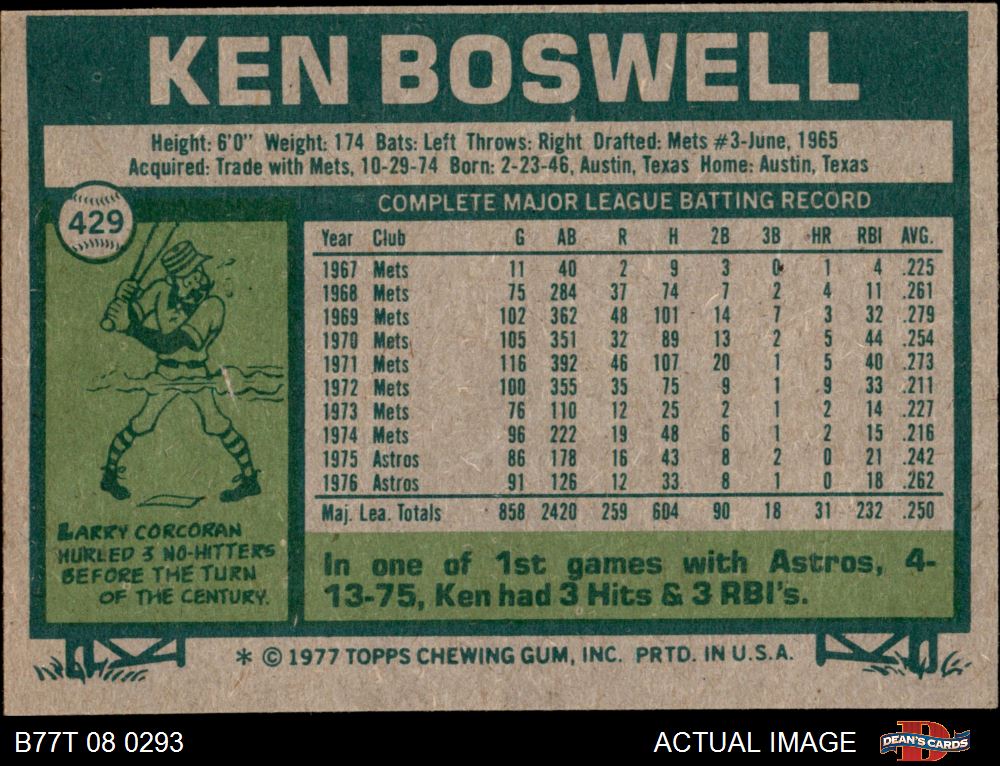 KEN BOSWELL
Height: 6'0" Weight: 174 Bats: Left Throws: Right Drafted: Mets #3-June, 1965
Acquired: Trade with Mets, 10-29-74 Born: 2-23-46, Austin, Texas Home: Austin, Texas
429
COMPLETE MAJOR LEAGUE BATTING RECORD
Year Club G AB R H 2B 3B HR RBI AVG.
1967 Mets 11 40 2 9 3 0 1 4 .225
1968 Mets 75 284 37 74 7 2 4 11 .261
1969 Mets 102 362 48 101 14 7 3 32 .279
1970 Mets 105 351 32 89 13 2 5 44 .254
1971 Mets 116 392 46 107 20 1 5 40 .273
1972 Mets 100 355 35 75 9 1 9 33 .211
1973 Mets 76 110 12 25 2 1 2 14 .227
1974 Mets 96 222 19 48 6 1 2 15 .216
1975 Astros 86 178 16 43 8 2 0 21 .242
1976 Astros 91 126 12 33 8 1 0 18 .262
Maj. Lea. Totals 858 2420 259 604 90 18 31 232 .250
LARRY CORCORAN
HURLED 3 NO-HITTERS
BEFORE THE TURN
OF THE CENTURY.
In one of 1st games with Astros, 4-
13-75, Ken had 3 Hits & 3 RBI's.
* © 1977 TOPPS CHEWING GUM, INC. PRTD. IN U.S.A.
B77T 08 0293
ACTUAL IMAGE
D
DEAN'S CARDS